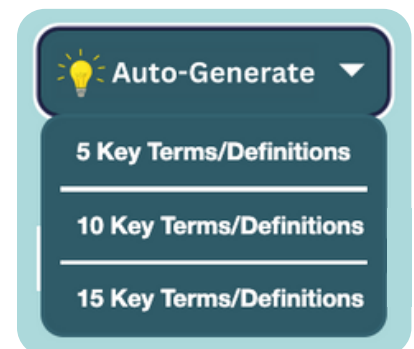 Auto-Generate
5 Key Terms/Definitions
10 Key Terms/Definitions
15 Key Terms/Definitions